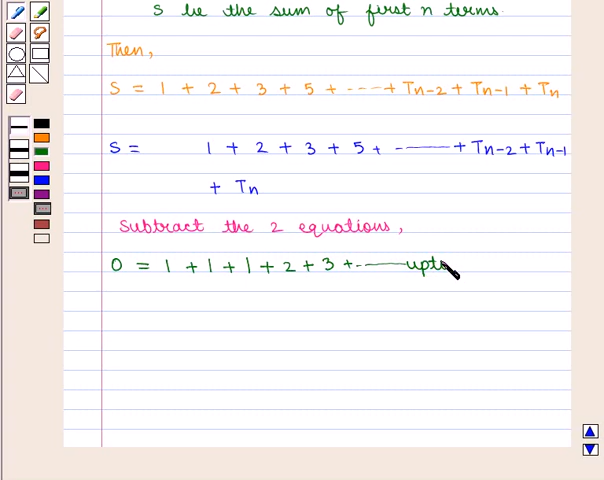 S be the sum of first n terms.
Then,
S = 1 + 2 + 3 + 5 + ----- + Tn-2 + Tn-1 + Tn
S = 1 + 2 + 3 + 5 + ------- + Tn-2 + Tn-1
+ Tn
Subtract the 2 equations,
0 = 1 + 1 + 1 + 2 + 3 + ------- upt